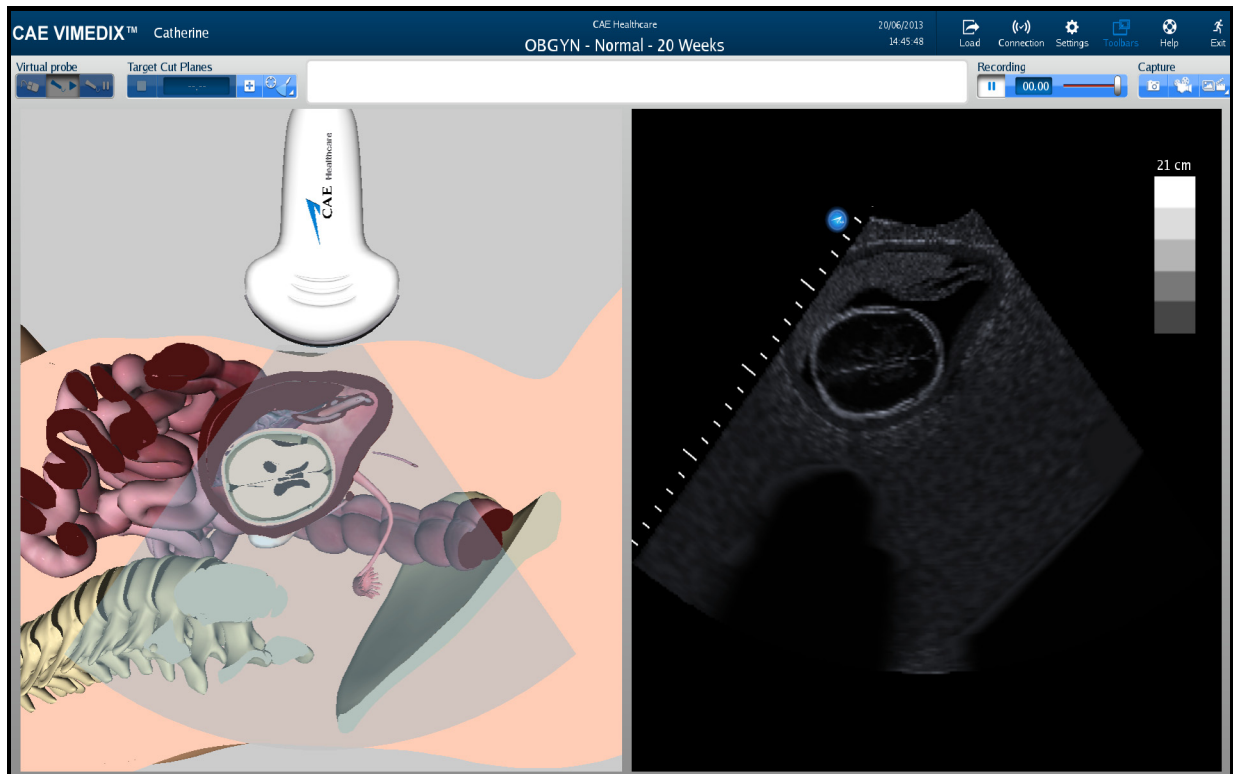 CAE VIMEDIX™ Catherine
CAE Healthcare
OBGYN - Normal - 20 Weeks
20/06/2013
14:45:48
Load
Connection
Settings
Toolbars
Help
Exit
Virtual probe
Target Cut Planes
--.--
Recording
00.00
Capture
CAE Healthcare
21 cm